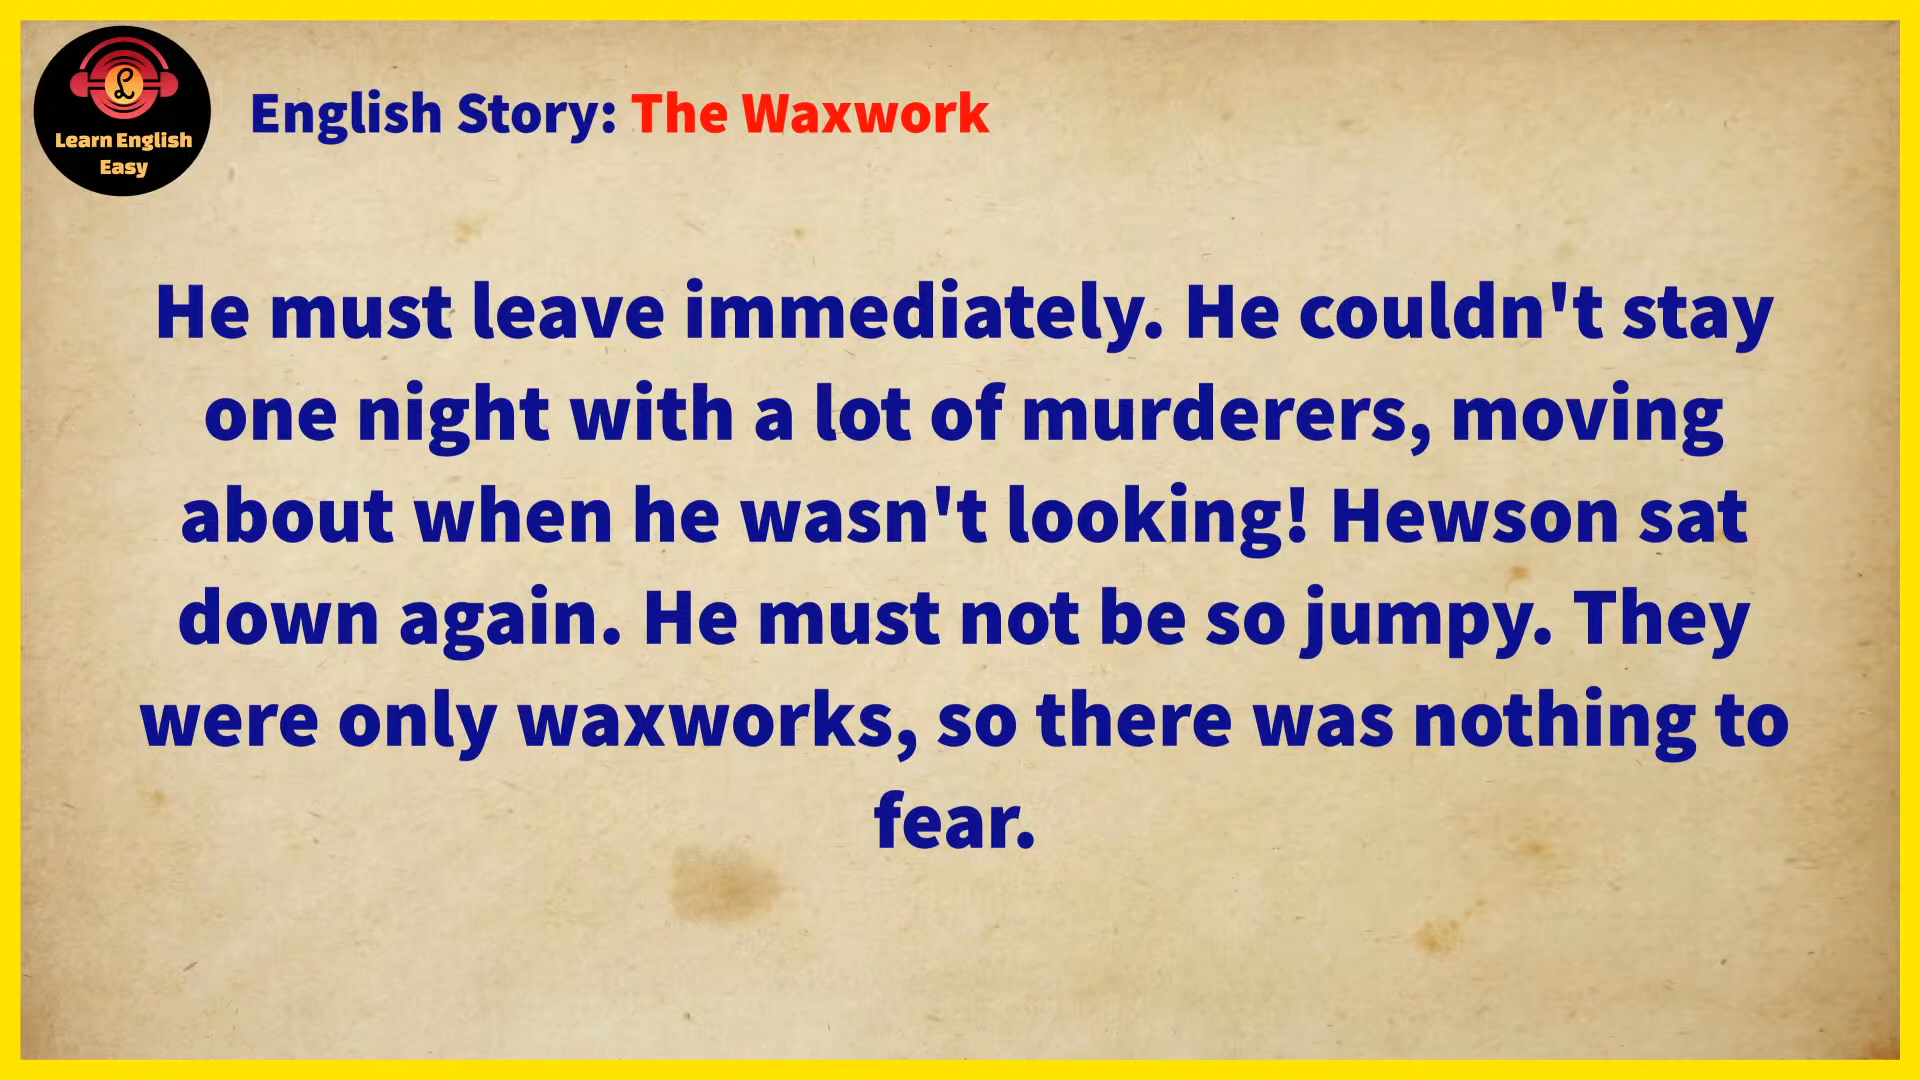 Learn English
Easy
English Story: The Waxwork
He must leave immediately. He couldn't stay
one night with a lot of murderers, moving
about when he wasn't looking! Hewson sat
down again. He must not be so jumpy. They
were only waxworks, so there was nothing to
fear.